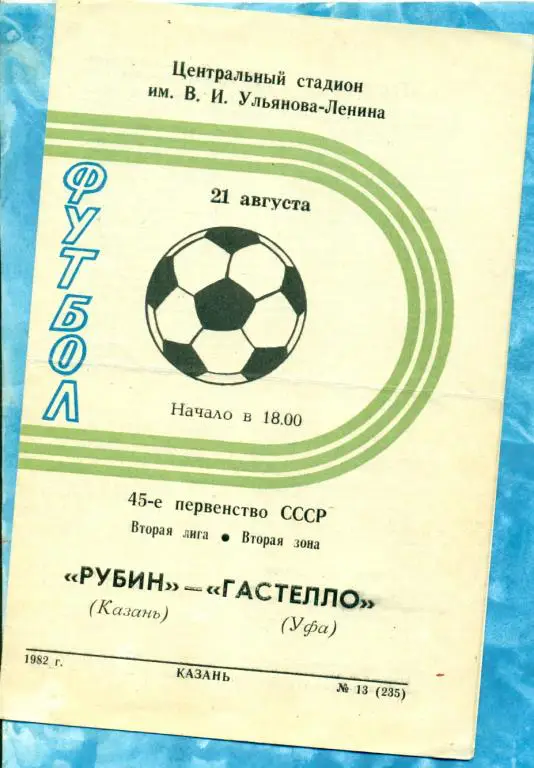 Центральный стадион
им. В. И. Ульянова-Ленина
ФУТБОЛ
21 августа
Начало в 18.00
45-е первенство СССР
Вторая лига ● Вторая зона
«РУБИН» — «ГАСТЕЛЛО»
(Казань) (Уфа)
1982 г. КАЗАНЬ № 13 (235)